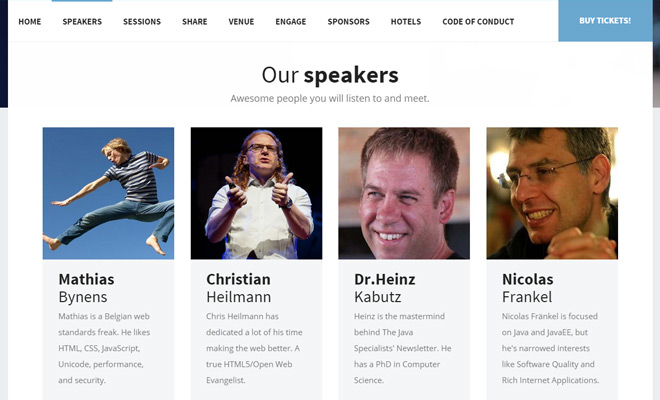 HOME SPEAKERS SESSIONS SHARE VENUE ENGAGE SPONSORS HOTELS CODE OF CONDUCT BUY TICKETS!
Our speakers
Awesome people you will listen to and meet.
Mathias
Bynens
Mathias is a Belgian web
standards freak. He likes
HTML, CSS, JavaScript,
Unicode, performance,
and security.
Christian
Heilmann
Chris Heilmann has
dedicated a lot of his time
making the web better. A
true HTML5/Open Web
Evangelist.
Dr.Heinz
Kabutz
Heinz is the mastermind
behind The Java
Specialists' Newsletter. He
has a PhD in Computer
Science.
Nicolas
Frankel
Nicolas Fränkel is focused
on Java and JavaEE, but
he's narrowed interests
like Software Quality and
Rich Internet Applications.